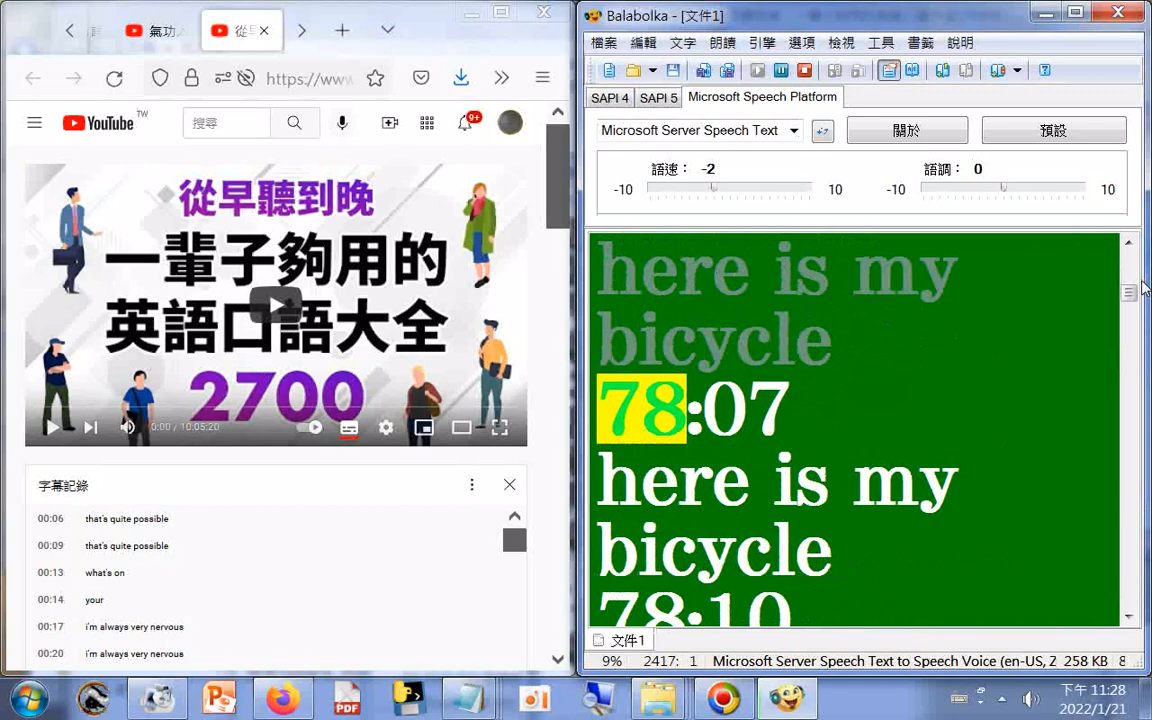 氣功
從
https://www
YouTube TW
搜尋
9+
從早聽到晚
一輩子夠用的
英語口語大全
2700
0:00 / 10:05:20
字幕記錄
00:06 that's quite possible
00:09 that's quite possible
00:13 what's on
00:14 your
00:17 i'm always very nervous
00:20 i'm always very nervous
Balabolka - [文件1]
檔案 編輯 文字 朗讀 引擎 選項 檢視 工具 書籤 說明
SAPI 4 SAPI 5 Microsoft Speech Platform
Microsoft Server Speech Text 關於 預設
語速： -2 語調： 0
-10 10 -10 10
here is my
bicycle
78:07
here is my
bicycle
78:10
文件1
9% 2417: 1 Microsoft Server Speech Text to Speech Voice (en-US, Z 258 KB 8
PDF
下午 11:28
2022/1/21